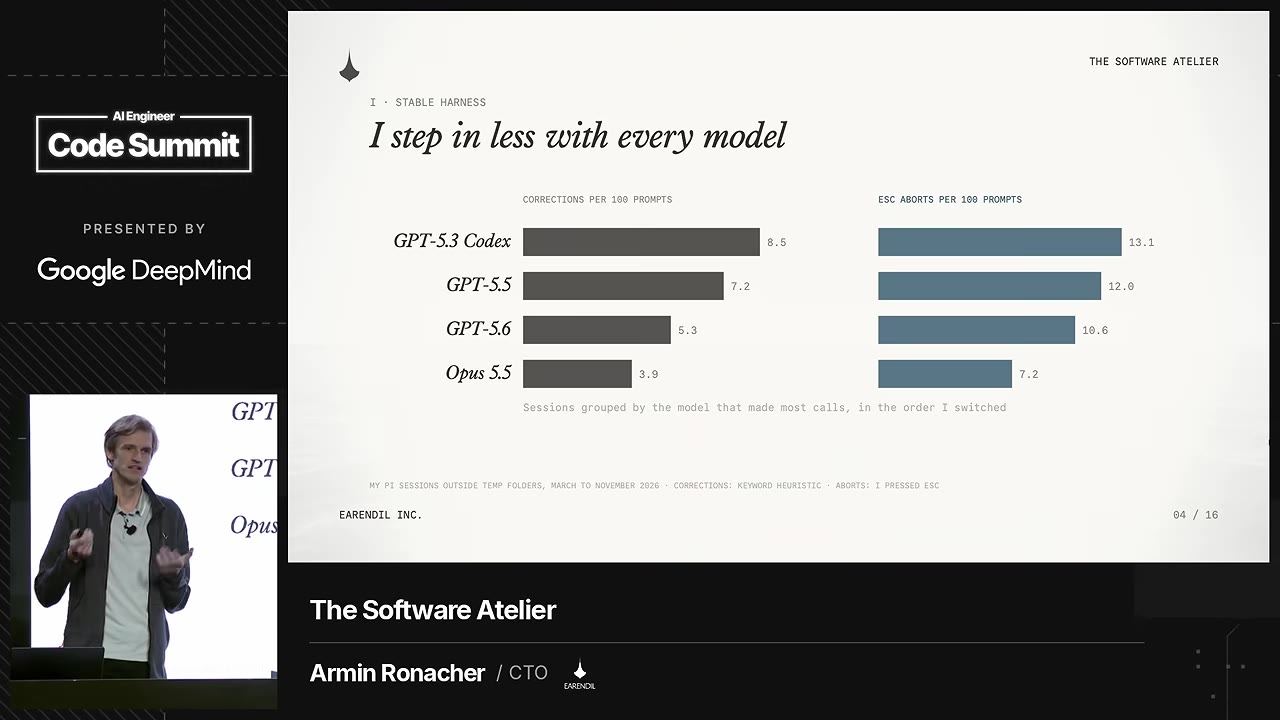 AI Engineer
Code Summit
PRESENTED BY
Google DeepMind
GPT
GPT
Opus
THE SOFTWARE ATELIER
I · STABLE HARNESS
I step in less with every model
CORRECTIONS PER 100 PROMPTS
ESC ABORTS PER 100 PROMPTS
GPT-5.3 Codex 8.5 13.1
GPT-5.5 7.2 12.0
GPT-5.6 5.3 10.6
Opus 5.5 3.9 7.2
Sessions grouped by the model that made most calls, in the order I switched
MY PI SESSIONS OUTSIDE TEMP FOLDERS, MARCH TO NOVEMBER 2026 · CORRECTIONS: KEYWORD HEURISTIC · ABORTS: I PRESSED ESC
EARENDIL INC.
04 / 16
The Software Atelier
Armin Ronacher / CTO
EARENDIL